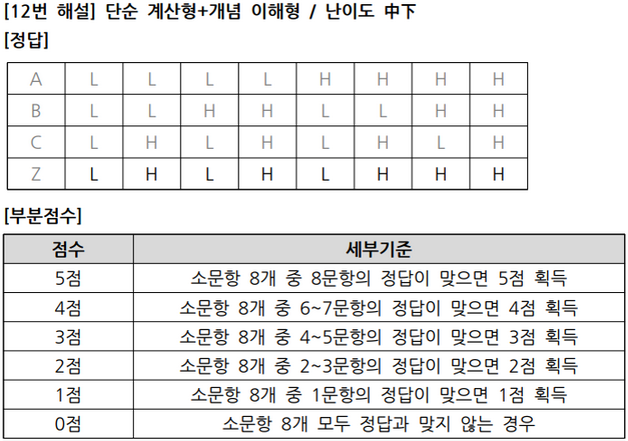 [12번 해설] 단순 계산형+개념 이해형 / 난이도 中下
[정답]
A L L L L H H H H
B L L H H L L H H
C L H L H L H L H
Z L H L H L H H H
[부분점수]
점수 세부기준
5점 소문항 8개 중 8문항의 정답이 맞으면 5점 획득
4점 소문항 8개 중 6~7문항의 정답이 맞으면 4점 획득
3점 소문항 8개 중 4~5문항의 정답이 맞으면 3점 획득
2점 소문항 8개 중 2~3문항의 정답이 맞으면 2점 획득
1점 소문항 8개 중 1문항의 정답이 맞으면 1점 획득
0점 소문항 8개 모두 정답과 맞지 않는 경우